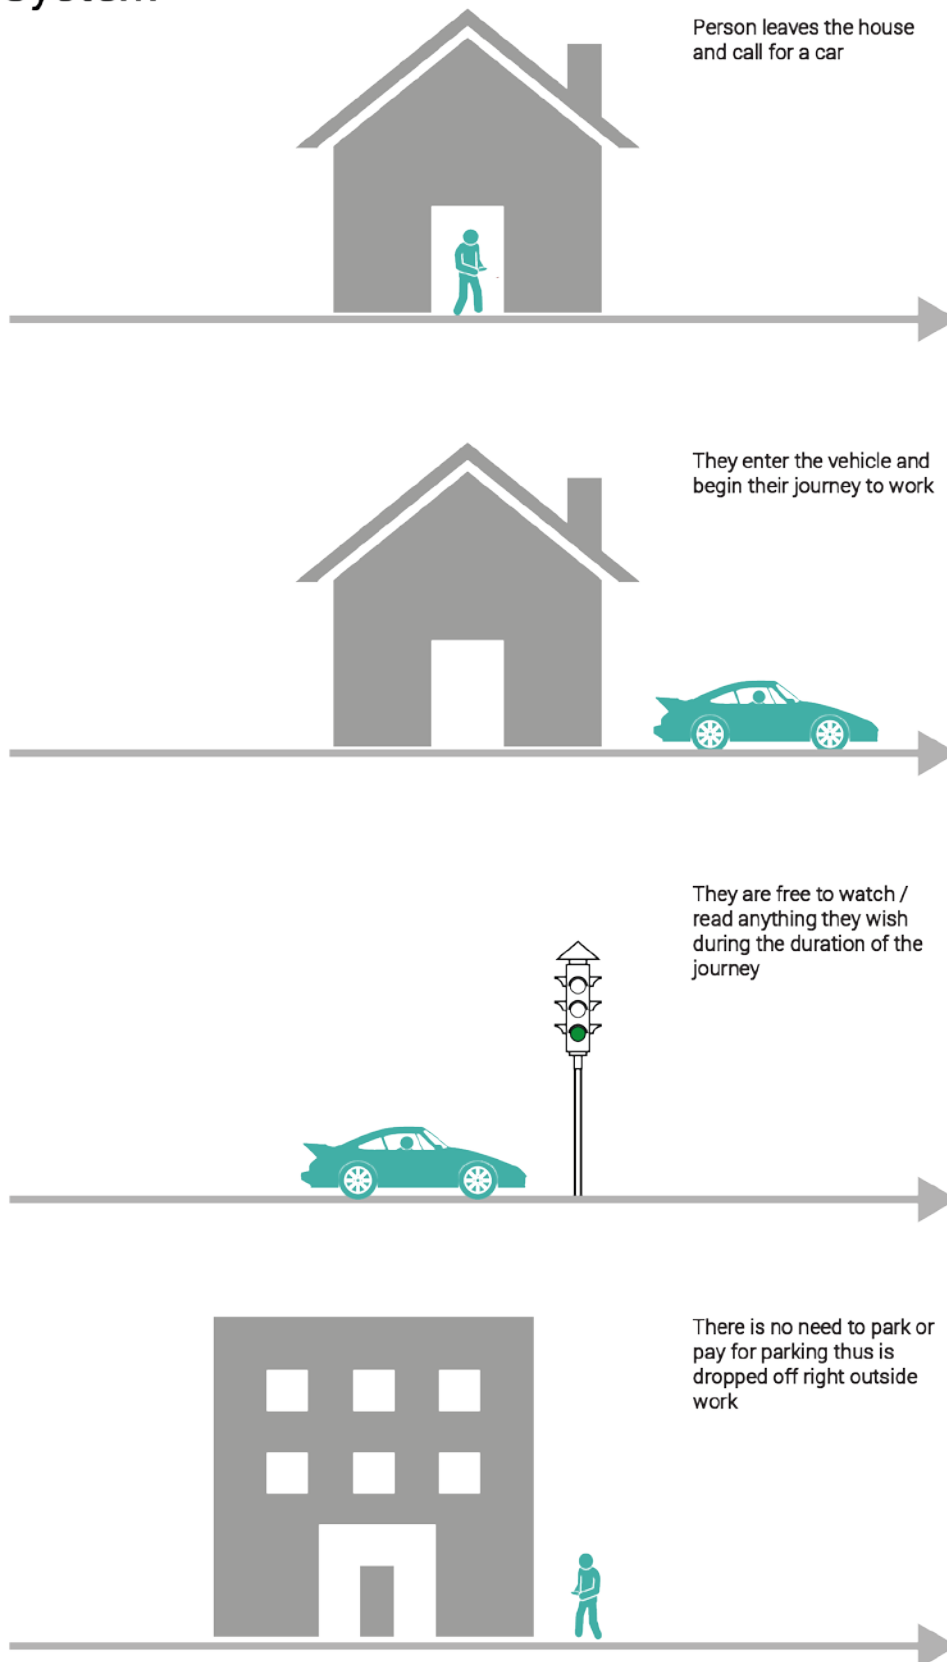 Person leaves the house
and call for a car
They enter the vehicle and
begin their journey to work
They are free to watch /
read anything they wish
during the duration of the
journey
There is no need to park or
pay for parking thus is
dropped off right outside
work